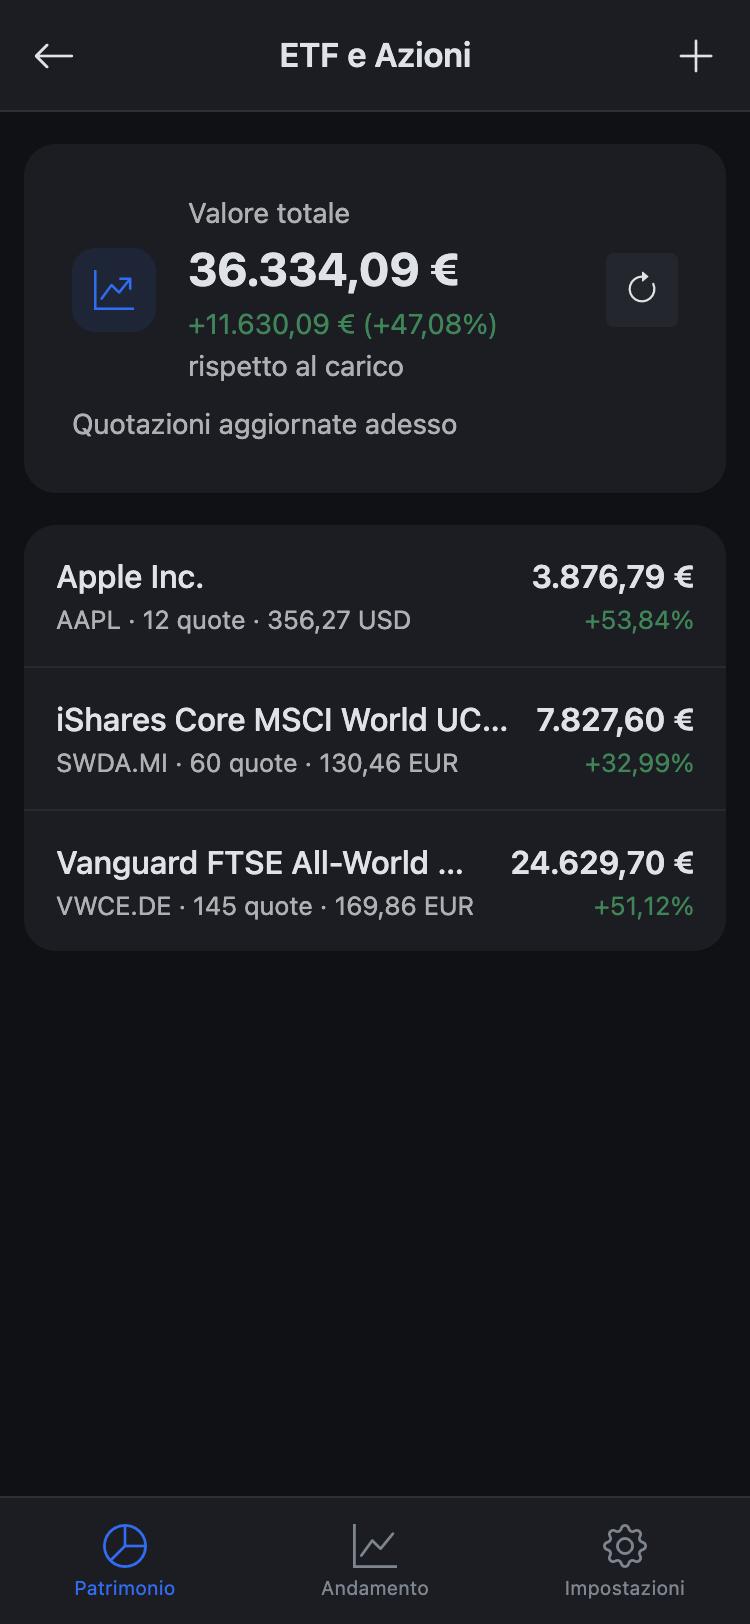 ETF e Azioni
Valore totale
36.334,09 €
+11.630,09 € (+47,08%)
rispetto al carico
Quotazioni aggiornate adesso
Apple Inc. 3.876,79 €
AAPL · 12 quote · 356,27 USD +53,84%
iShares Core MSCI World UC... 7.827,60 €
SWDA.MI · 60 quote · 130,46 EUR +32,99%
Vanguard FTSE All-World ... 24.629,70 €
VWCE.DE · 145 quote · 169,86 EUR +51,12%
Patrimonio Andamento Impostazioni